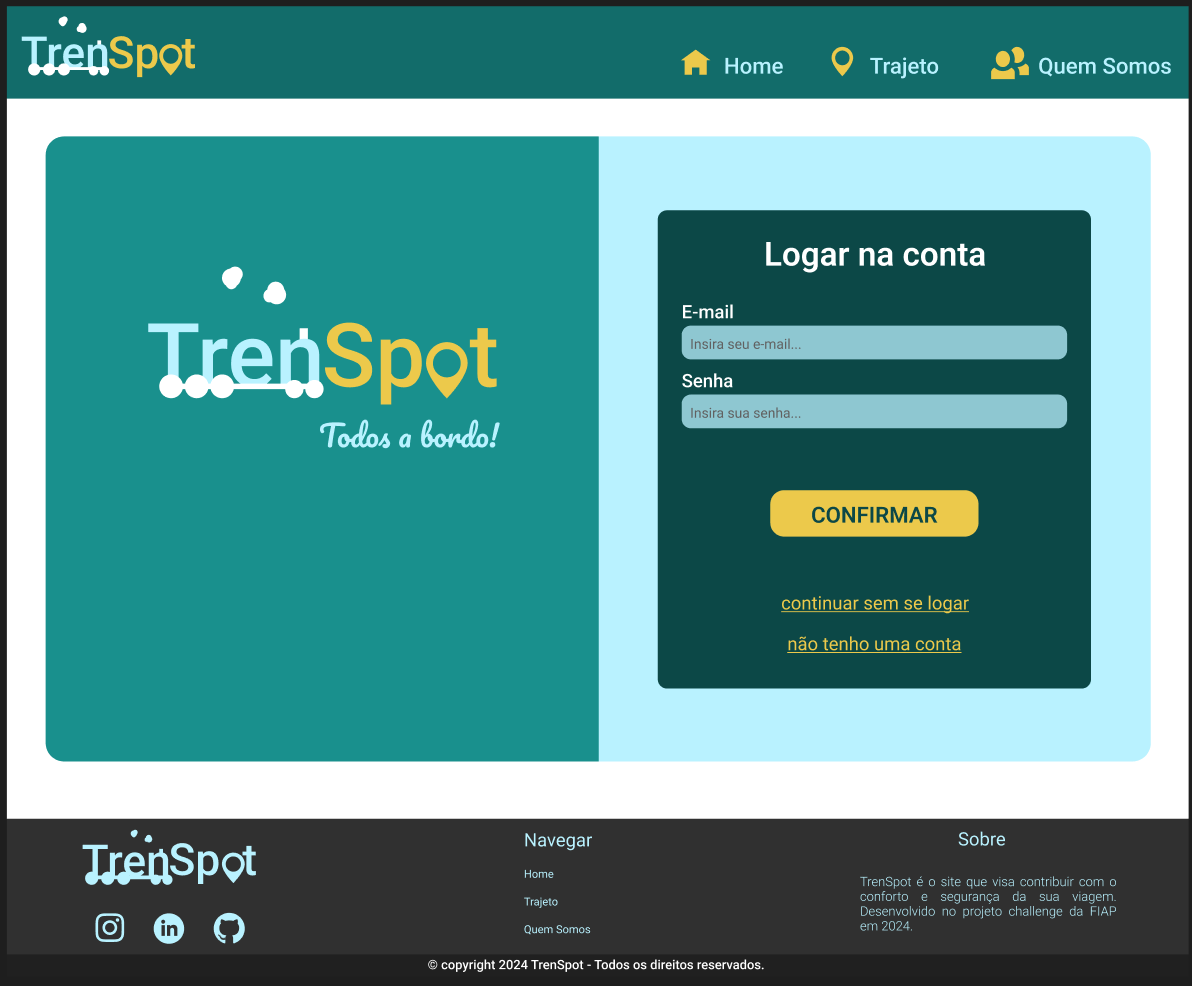 TrenSpot
Home
Trajeto
Quem Somos
TrenSpot
Todos a bordo!
Logar na conta
E-mail
Insira seu e-mail...
Senha
Insira sua senha...
CONFIRMAR
continuar sem se logar
não tenho uma conta
TrenSpot
in
Navegar
Home
Trajeto
Quem Somos
Sobre
TrenSpot é o site que visa contribuir com o
conforto e segurança da sua viagem.
Desenvolvido no projeto challenge da FIAP
em 2024.
© copyright 2024 TrenSpot - Todos os direitos reservados.